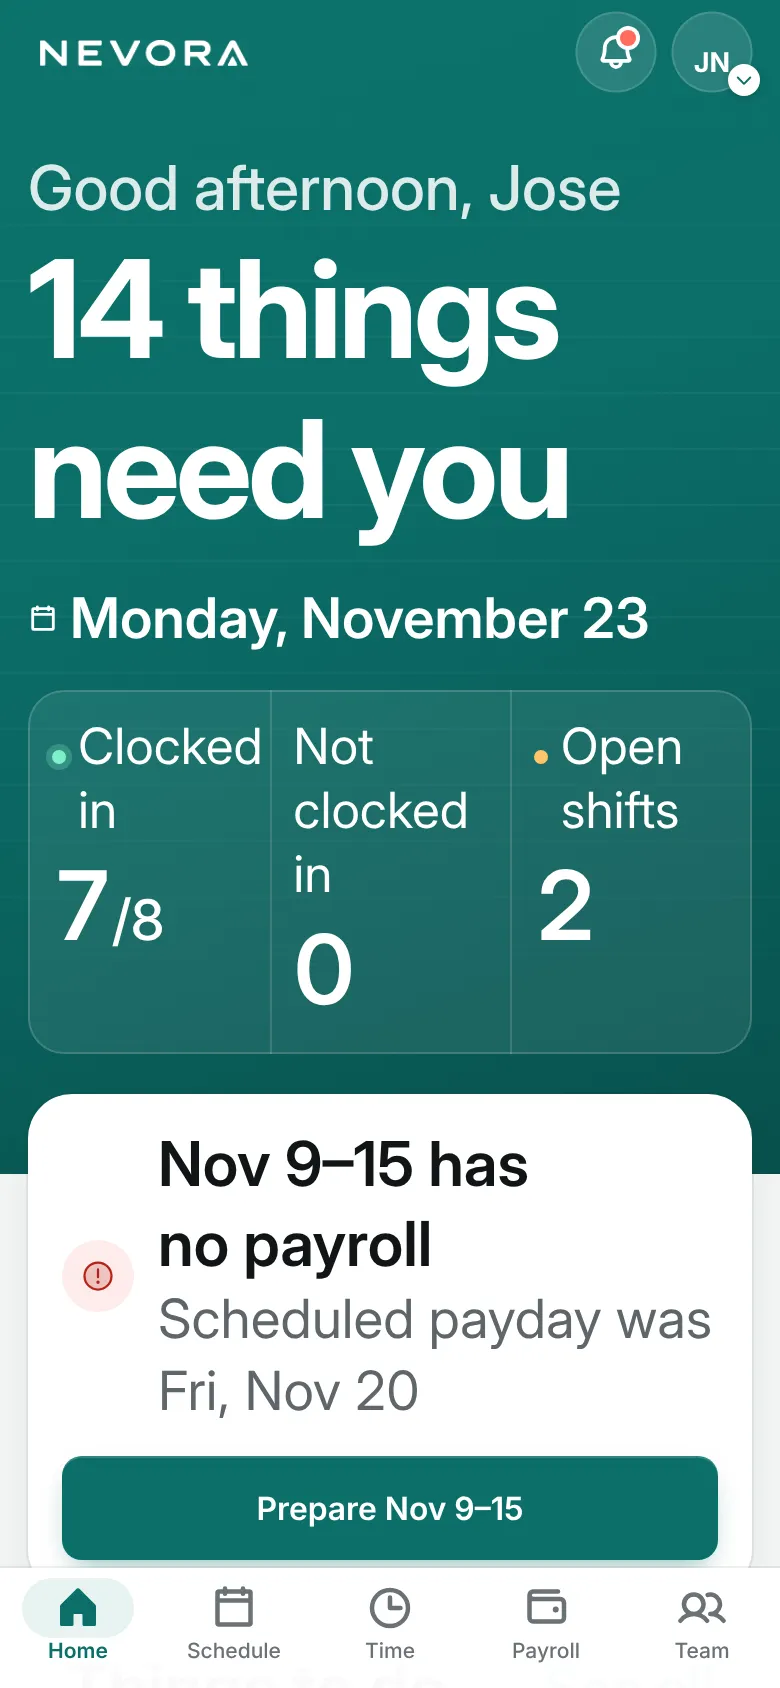 NEVORA
JN
Good afternoon, Jose
14 things
need you
Monday, November 23
Clocked
in
7/8
Not
clocked
in
0
Open
shifts
2
Nov 9–15 has
no payroll
Scheduled payday was
Fri, Nov 20
Prepare Nov 9–15
Home
Schedule
Time
Payroll
Team